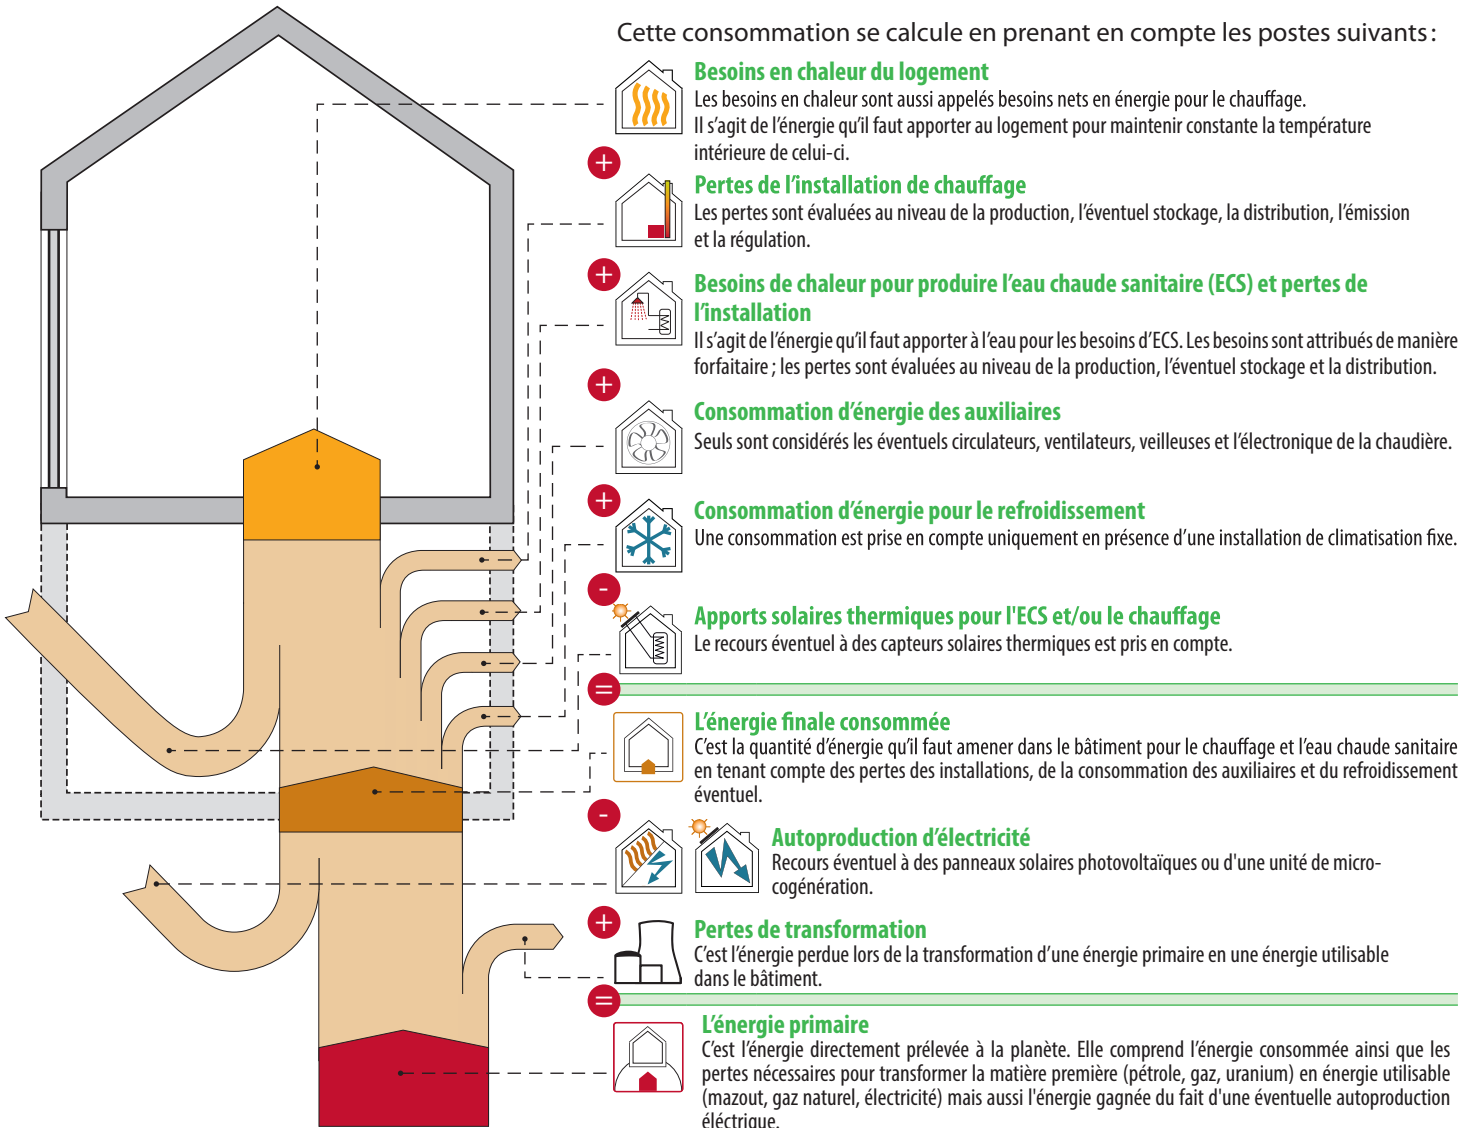 Cette consommation se calcule en prenant en compte les postes suivants :
Besoins en chaleur du logement
Les besoins en chaleur sont aussi appelés besoins nets en énergie pour le chauffage.
Il s’agit de l’énergie qu’il faut apporter au logement pour maintenir constante la température
intérieure de celui-ci.
+
Pertes de l’installation de chauffage
Les pertes sont évaluées au niveau de la production, l’éventuel stockage, la distribution, l’émission
et la régulation.
+
Besoins de chaleur pour produire l’eau chaude sanitaire (ECS) et pertes de
l’installation
Il s’agit de l’énergie qu’il faut apporter à l’eau pour les besoins d’ECS. Les besoins sont attribués de manière
forfaitaire ; les pertes sont évaluées au niveau de la production, l’éventuel stockage et la distribution.
+
Consommation d’énergie des auxiliaires
Seuls sont considérés les éventuels circulateurs, ventilateurs, veilleuses et l’électronique de la chaudière.
+
Consommation d’énergie pour le refroidissement
Une consommation est prise en compte uniquement en présence d’une installation de climatisation fixe.
-
Apports solaires thermiques pour l'ECS et/ou le chauffage
Le recours éventuel à des capteurs solaires thermiques est pris en compte.
=
L’énergie finale consommée
C’est la quantité d’énergie qu’il faut amener dans le bâtiment pour le chauffage et l’eau chaude sanitaire
en tenant compte des pertes des installations, de la consommation des auxiliaires et du refroidissement
éventuel.
-
Autoproduction d’électricité
Recours éventuel à des panneaux solaires photovoltaïques ou d'une unité de micro-
cogénération.
+
Pertes de transformation
C’est l’énergie perdue lors de la transformation d’une énergie primaire en une énergie utilisable
dans le bâtiment.
=
L’énergie primaire
C’est l’énergie directement prélevée à la planète. Elle comprend l’énergie consommée ainsi que les
pertes nécessaires pour transformer la matière première (pétrole, gaz, uranium) en énergie utilisable
(mazout, gaz naturel, électricité) mais aussi l'énergie gagnée du fait d'une éventuelle autoproduction
éléctrique.